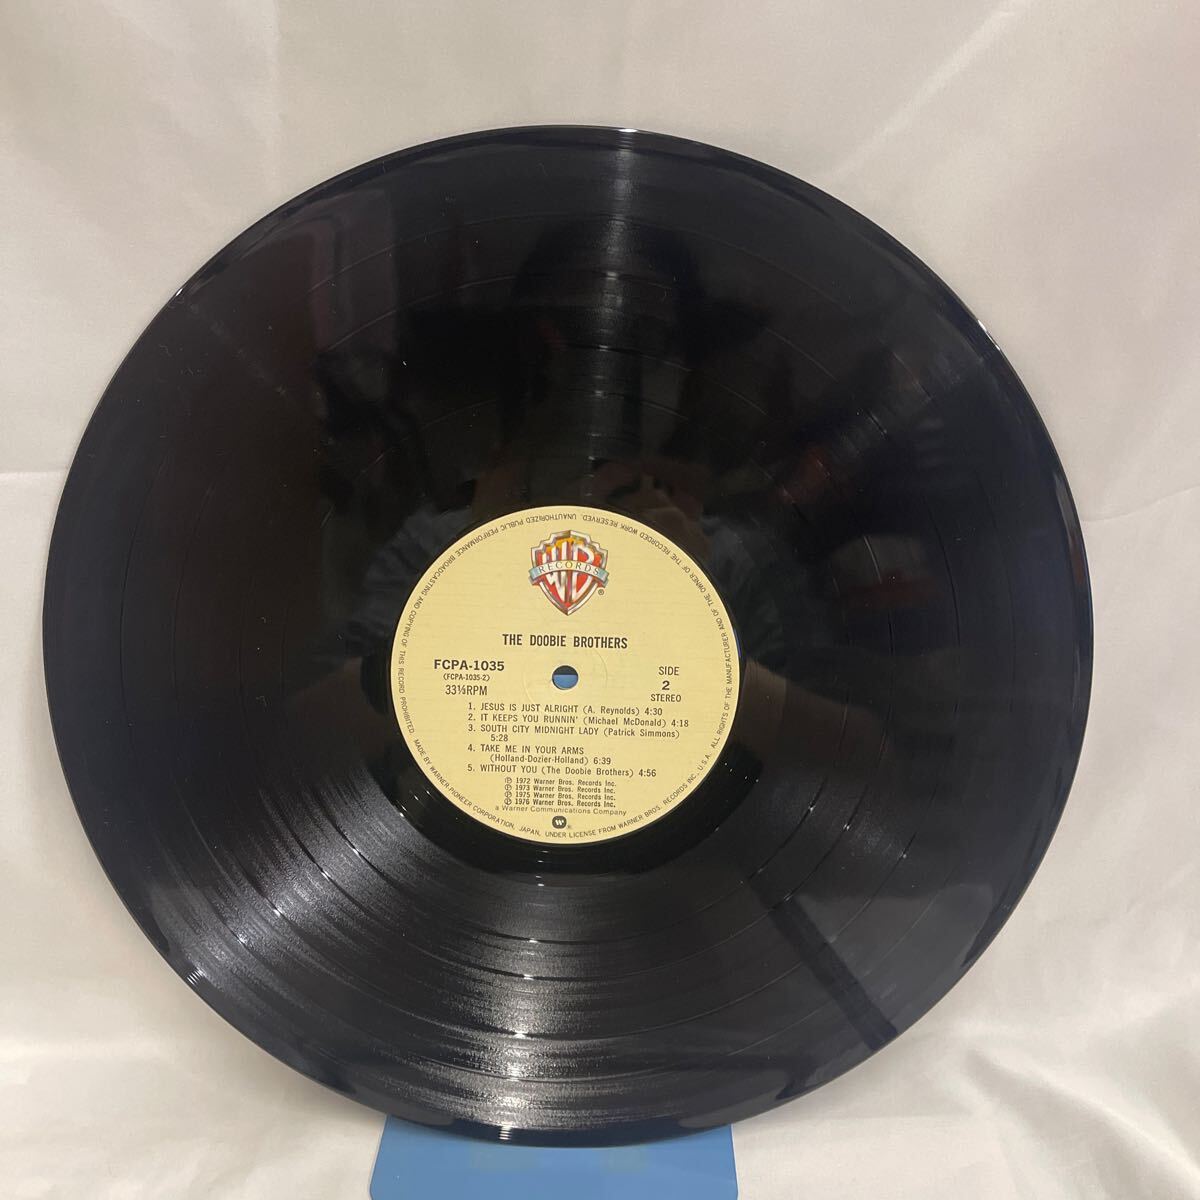 WB
RECORDS
®
THE DOOBIE BROTHERS
FCPA-1035
(FCPA-1035-2)
33⅓RPM
SIDE
2
STEREO
1. JESUS IS JUST ALRIGHT (A. Reynolds) 4:30
2. IT KEEPS YOU RUNNIN' (Michael McDonald) 4:18
3. SOUTH CITY MIDNIGHT LADY (Patrick Simmons)
5:28
4. TAKE ME IN YOUR ARMS
(Holland-Dozier-Holland) 6:39
5. WITHOUT YOU (The Doobie Brothers) 4:56
Ⓟ 1972 Warner Bros. Records Inc.
Ⓟ 1973 Warner Bros. Records Inc.
Ⓟ 1975 Warner Bros. Records Inc.
Ⓟ 1976 Warner Bros. Records Inc.
a Warner Communications Company
MADE BY WARNER-PIONEER CORPORATION, JAPAN, UNDER LICENSE FROM WARNER BROS. RECORDS INC., U.S.A. ALL RIGHTS OF THE MANUFACTURER AND OF THE OWNER OF THE RECORDED WORK RESERVED. UNAUTHORIZED PUBLIC PERFORMANCE BROADCASTING AND COPYING OF THIS RECORD PROHIBITED.